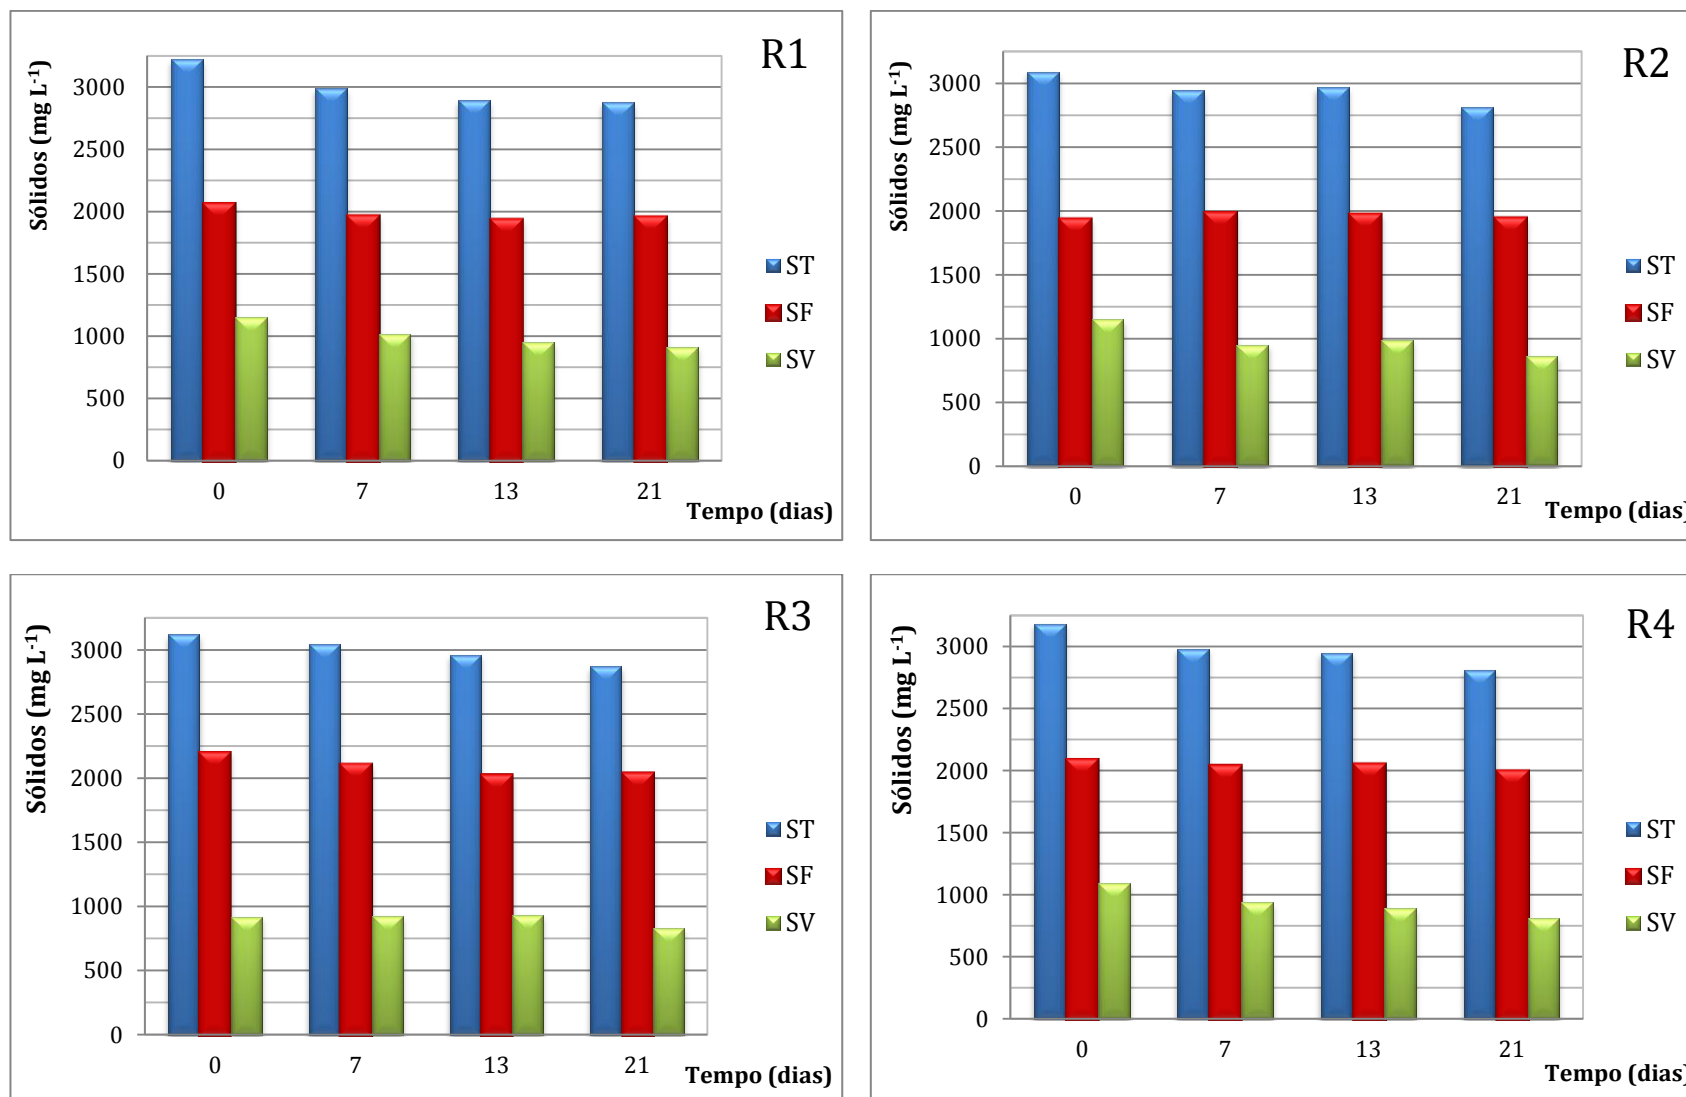 R1
Sólidos (mg L-1)
3000
2500
2000
1500
1000
500
0
0 7 13 21
Tempo (dias)
ST
SF
SV
R2
Sólidos (mg L-1)
3000
2500
2000
1500
1000
500
0
0 7 13 21
Tempo (dias)
ST
SF
SV
R3
Sólidos (mg L-1)
3000
2500
2000
1500
1000
500
0
0 7 13 21
Tempo (dias)
ST
SF
SV
R4
Sólidos (mg L-1)
3000
2500
2000
1500
1000
500
0
0 7 13 21
Tempo (dias)
ST
SF
SV